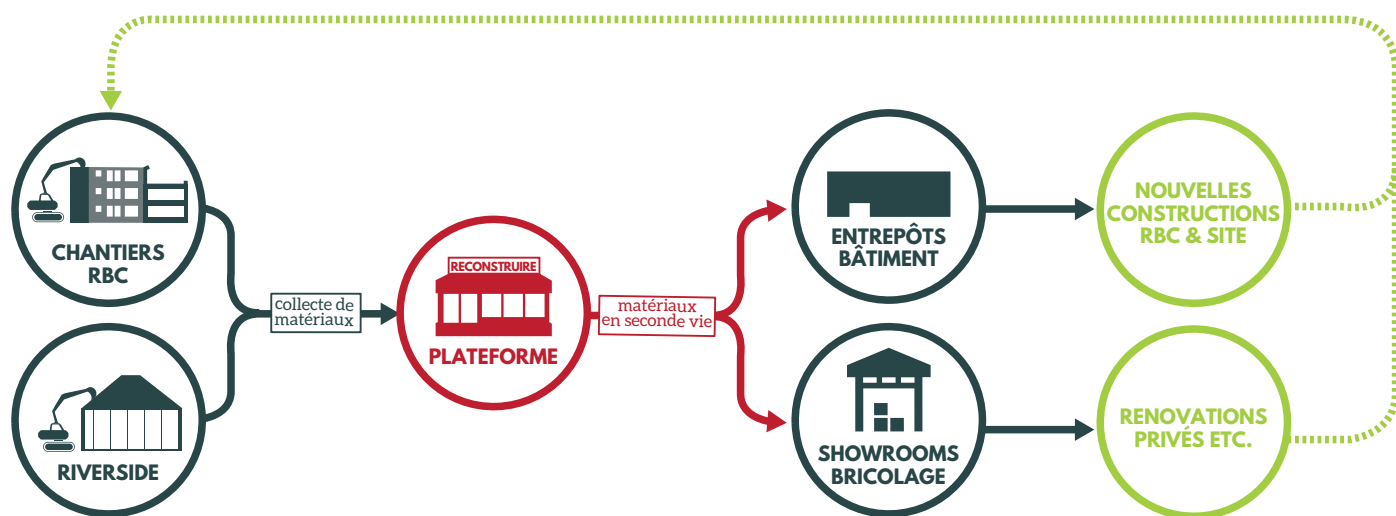 CHANTIERS
RBC
RIVERSIDE
collecte de
matériaux
RECONSTRUIRE
PLATEFORME
matériaux
en seconde vie
ENTREPÔTS
BÂTIMENT
SHOWROOMS
BRICOLAGE
NOUVELLES
CONSTRUCTIONS
RBC & SITE
RENOVATIONS
PRIVÉS ETC.